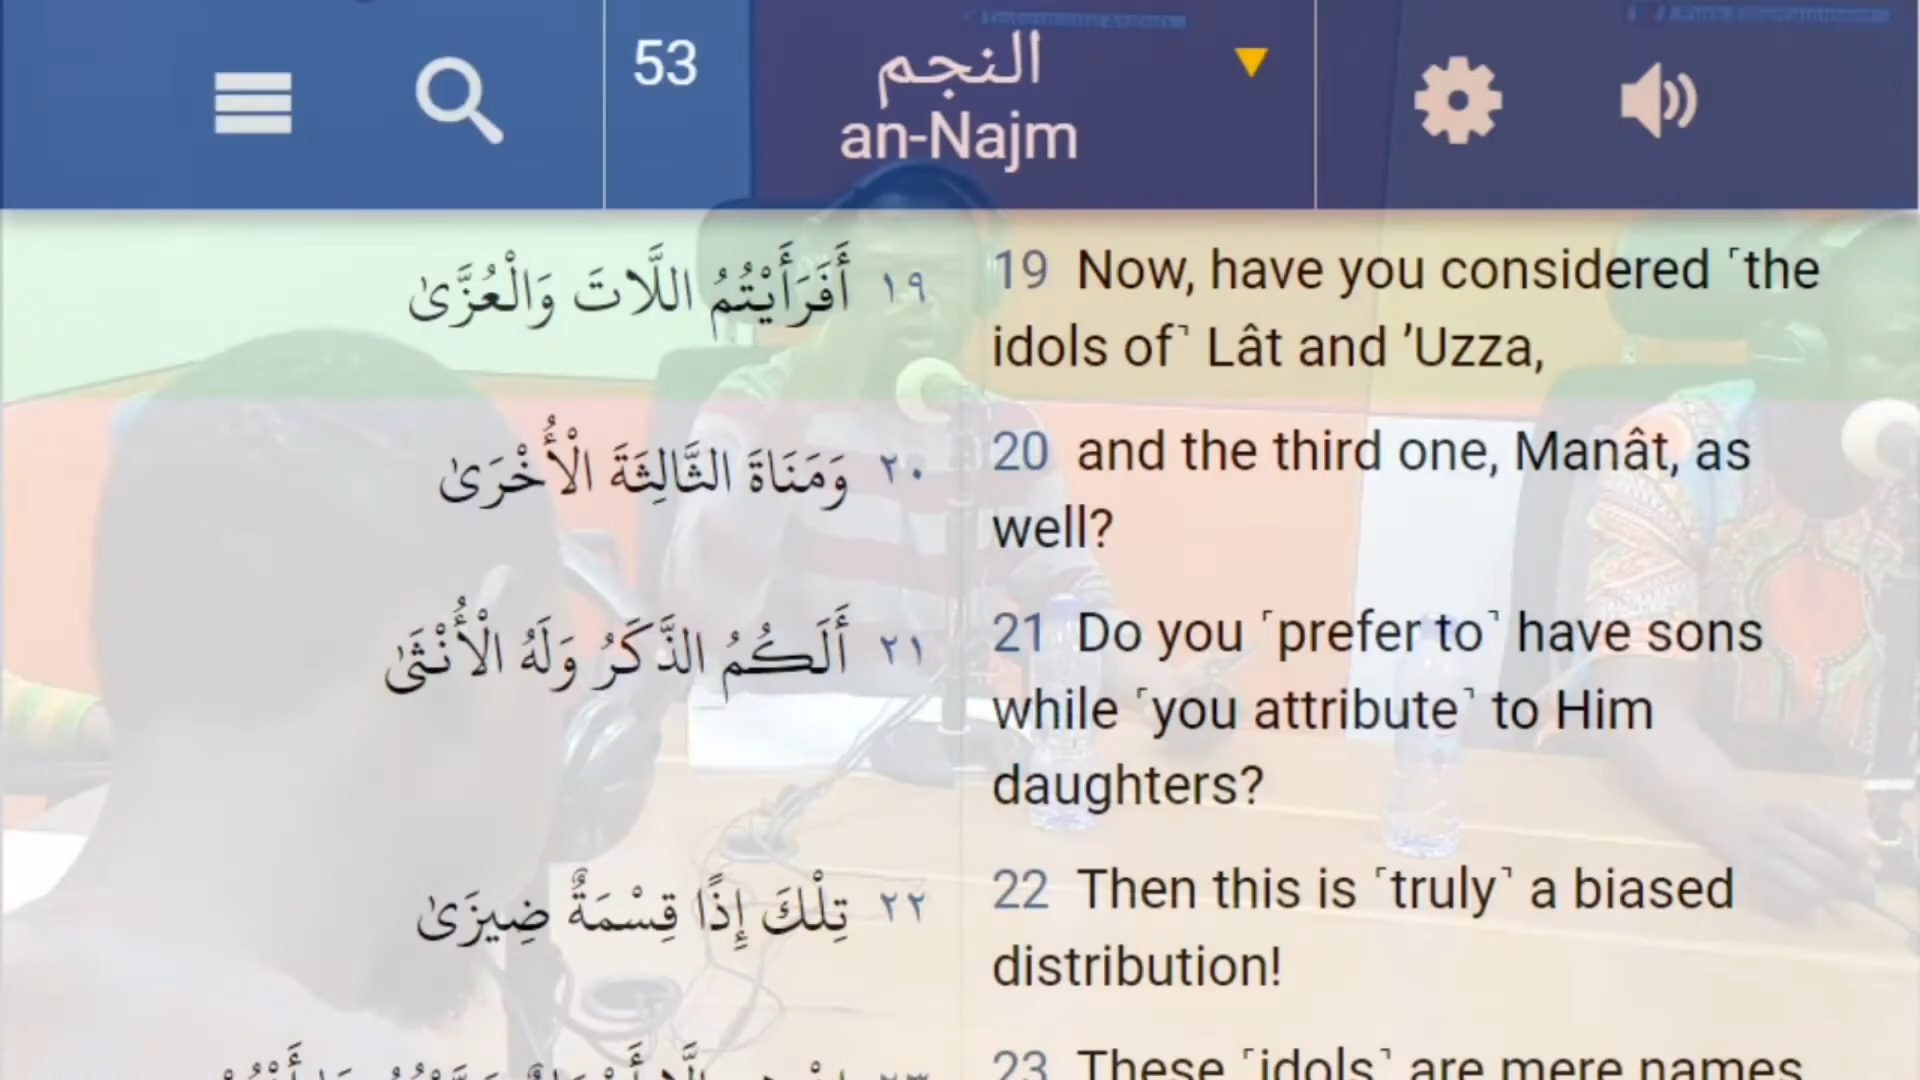 53
النجم
an-Najm
١٩ أَفَرَأَيْتُمُ اللَّاتَ وَالْعُزَّىٰ
19 Now, have you considered ˹the
idols of˺ Lât and ’Uzza,
٢٠ وَمَنَاةَ الثَّالِثَةَ الْأُخْرَىٰ
20 and the third one, Manât, as
well?
٢١ أَلَكُمُ الذَّكَرُ وَلَهُ الْأُنْثَىٰ
21 Do you ˹prefer to˺ have sons
while ˹you attribute˺ to Him
daughters?
٢٢ تِلْكَ إِذًا قِسْمَةٌ ضِيزَىٰ
22 Then this is ˹truly˺ a biased
distribution!
23 These ˹idols˺ are mere names